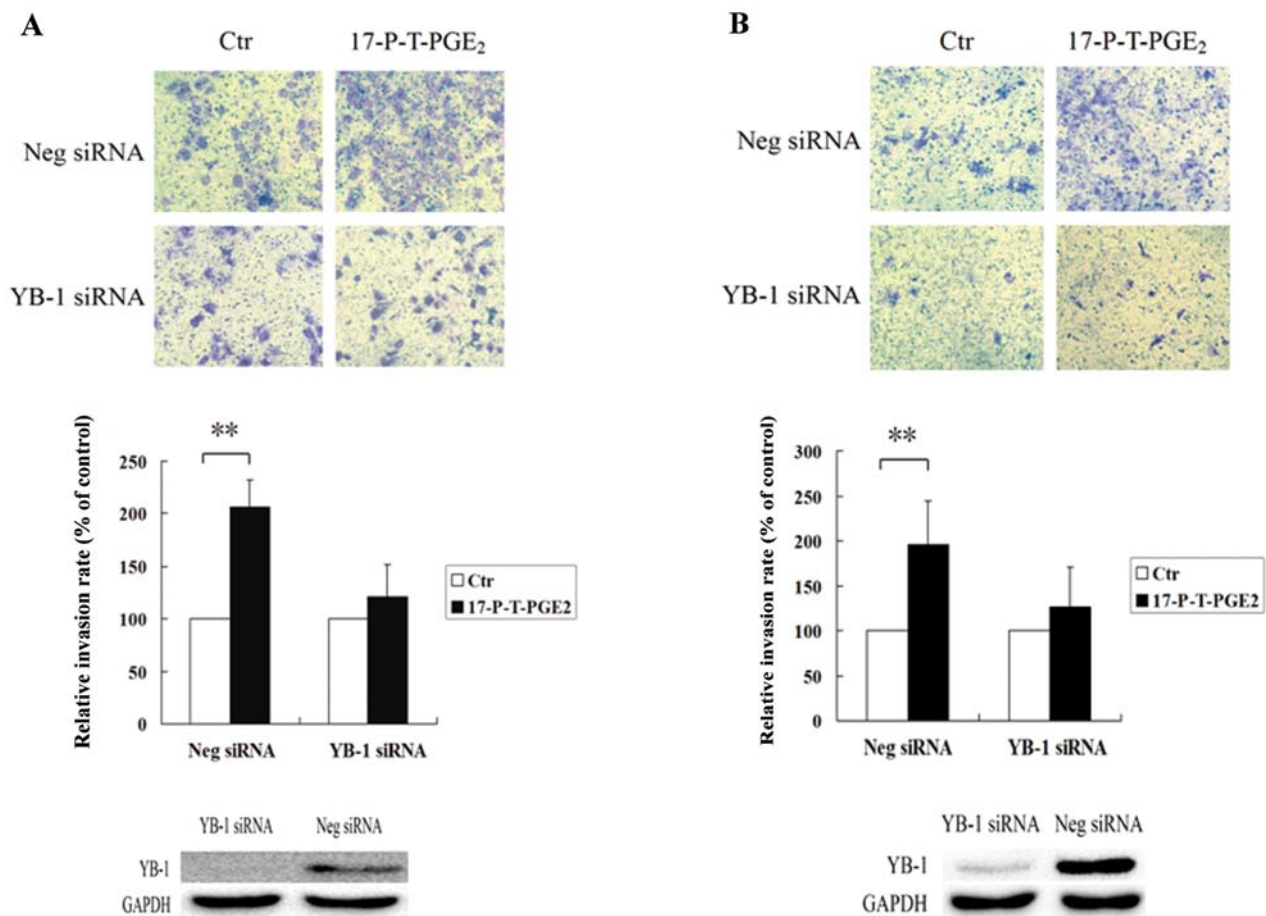 A
Ctr 17-P-T-PGE₂
Neg siRNA
YB-1 siRNA
Relative invasion rate (% of control)
**
250
200
150
100
50
0
Neg siRNA YB-1 siRNA
Ctr
17-P-T-PGE2
YB-1 siRNA Neg siRNA
YB-1
GAPDH
B
Ctr 17-P-T-PGE₂
Neg siRNA
YB-1 siRNA
Relative invasion rate (% of control)
**
300
250
200
150
100
50
0
Neg siRNA YB-1 siRNA
Ctr
17-P-T-PGE2
YB-1 siRNA Neg siRNA
YB-1
GAPDH